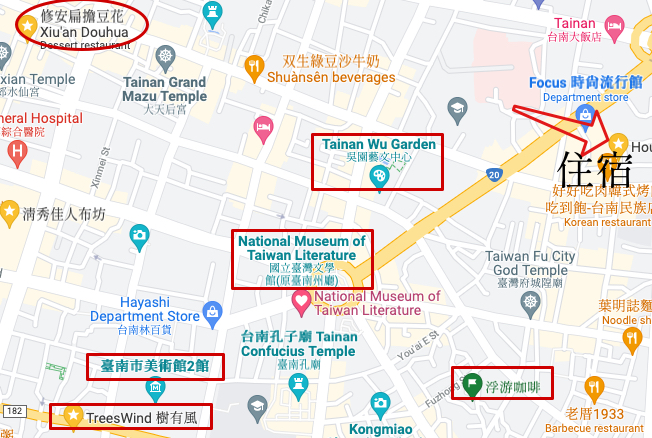 修安扁擔豆花
Xiu'an Douhua
Dessert restaurant
Chika
Tainan
台南大飯店
双生綠豆沙牛奶
Shuànsên beverages
Tainan Grand
Mazu Temple
大天后宮
xian Temple
水仙宮
Focus 時尚流行館
Department store
eral Hospital
綜合醫院
Xinmei St
Tainan Wu Garden
吳園藝文中心
20
Hou
住宿
好好吃肉韓式烤
吃到飽-台南民族店
Korean restaurant
清秀佳人布坊
National Museum of
Taiwan Literature
國立臺灣文學
館(原臺南州廳)
Taiwan Fu City
God Temple
臺灣府城隍廟
National Museum of
Taiwan Literature
Hayashi
Department Store
台南林百貨
葉明誌麵
Noodle sh
台南孔子廟 Tainan
Confucius Temple
臺南孔廟
You'ai E St
臺南市美術館2館
Fuzhong S
浮游咖啡
182
TreesWind 樹有風
老厝1933
Barbecue restaurant
Kongmiao